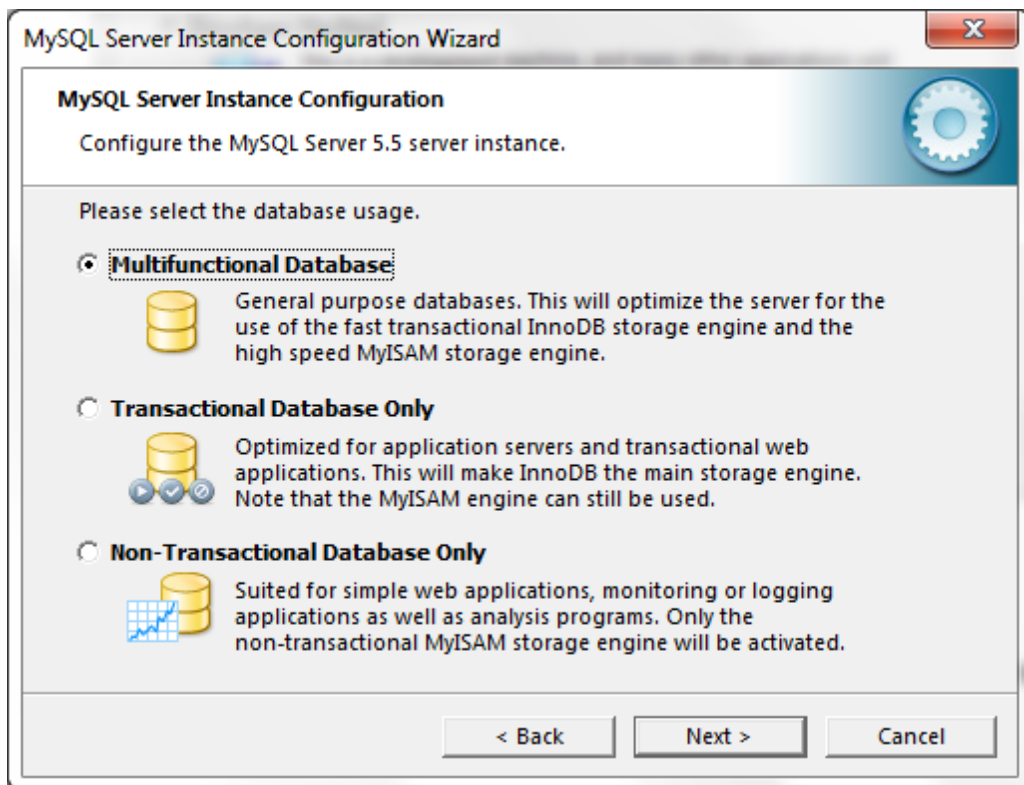 MySQL Server Instance Configuration Wizard
MySQL Server Instance Configuration
Configure the MySQL Server 5.5 server instance.
Please select the database usage.
Multifunctional Database
General purpose databases. This will optimize the server for the
use of the fast transactional InnoDB storage engine and the
high speed MyISAM storage engine.
Transactional Database Only
Optimized for application servers and transactional web
applications. This will make InnoDB the main storage engine.
Note that the MyISAM engine can still be used.
Non-Transactional Database Only
Suited for simple web applications, monitoring or logging
applications as well as analysis programs. Only the
non-transactional MyISAM storage engine will be activated.
< Back Next > Cancel